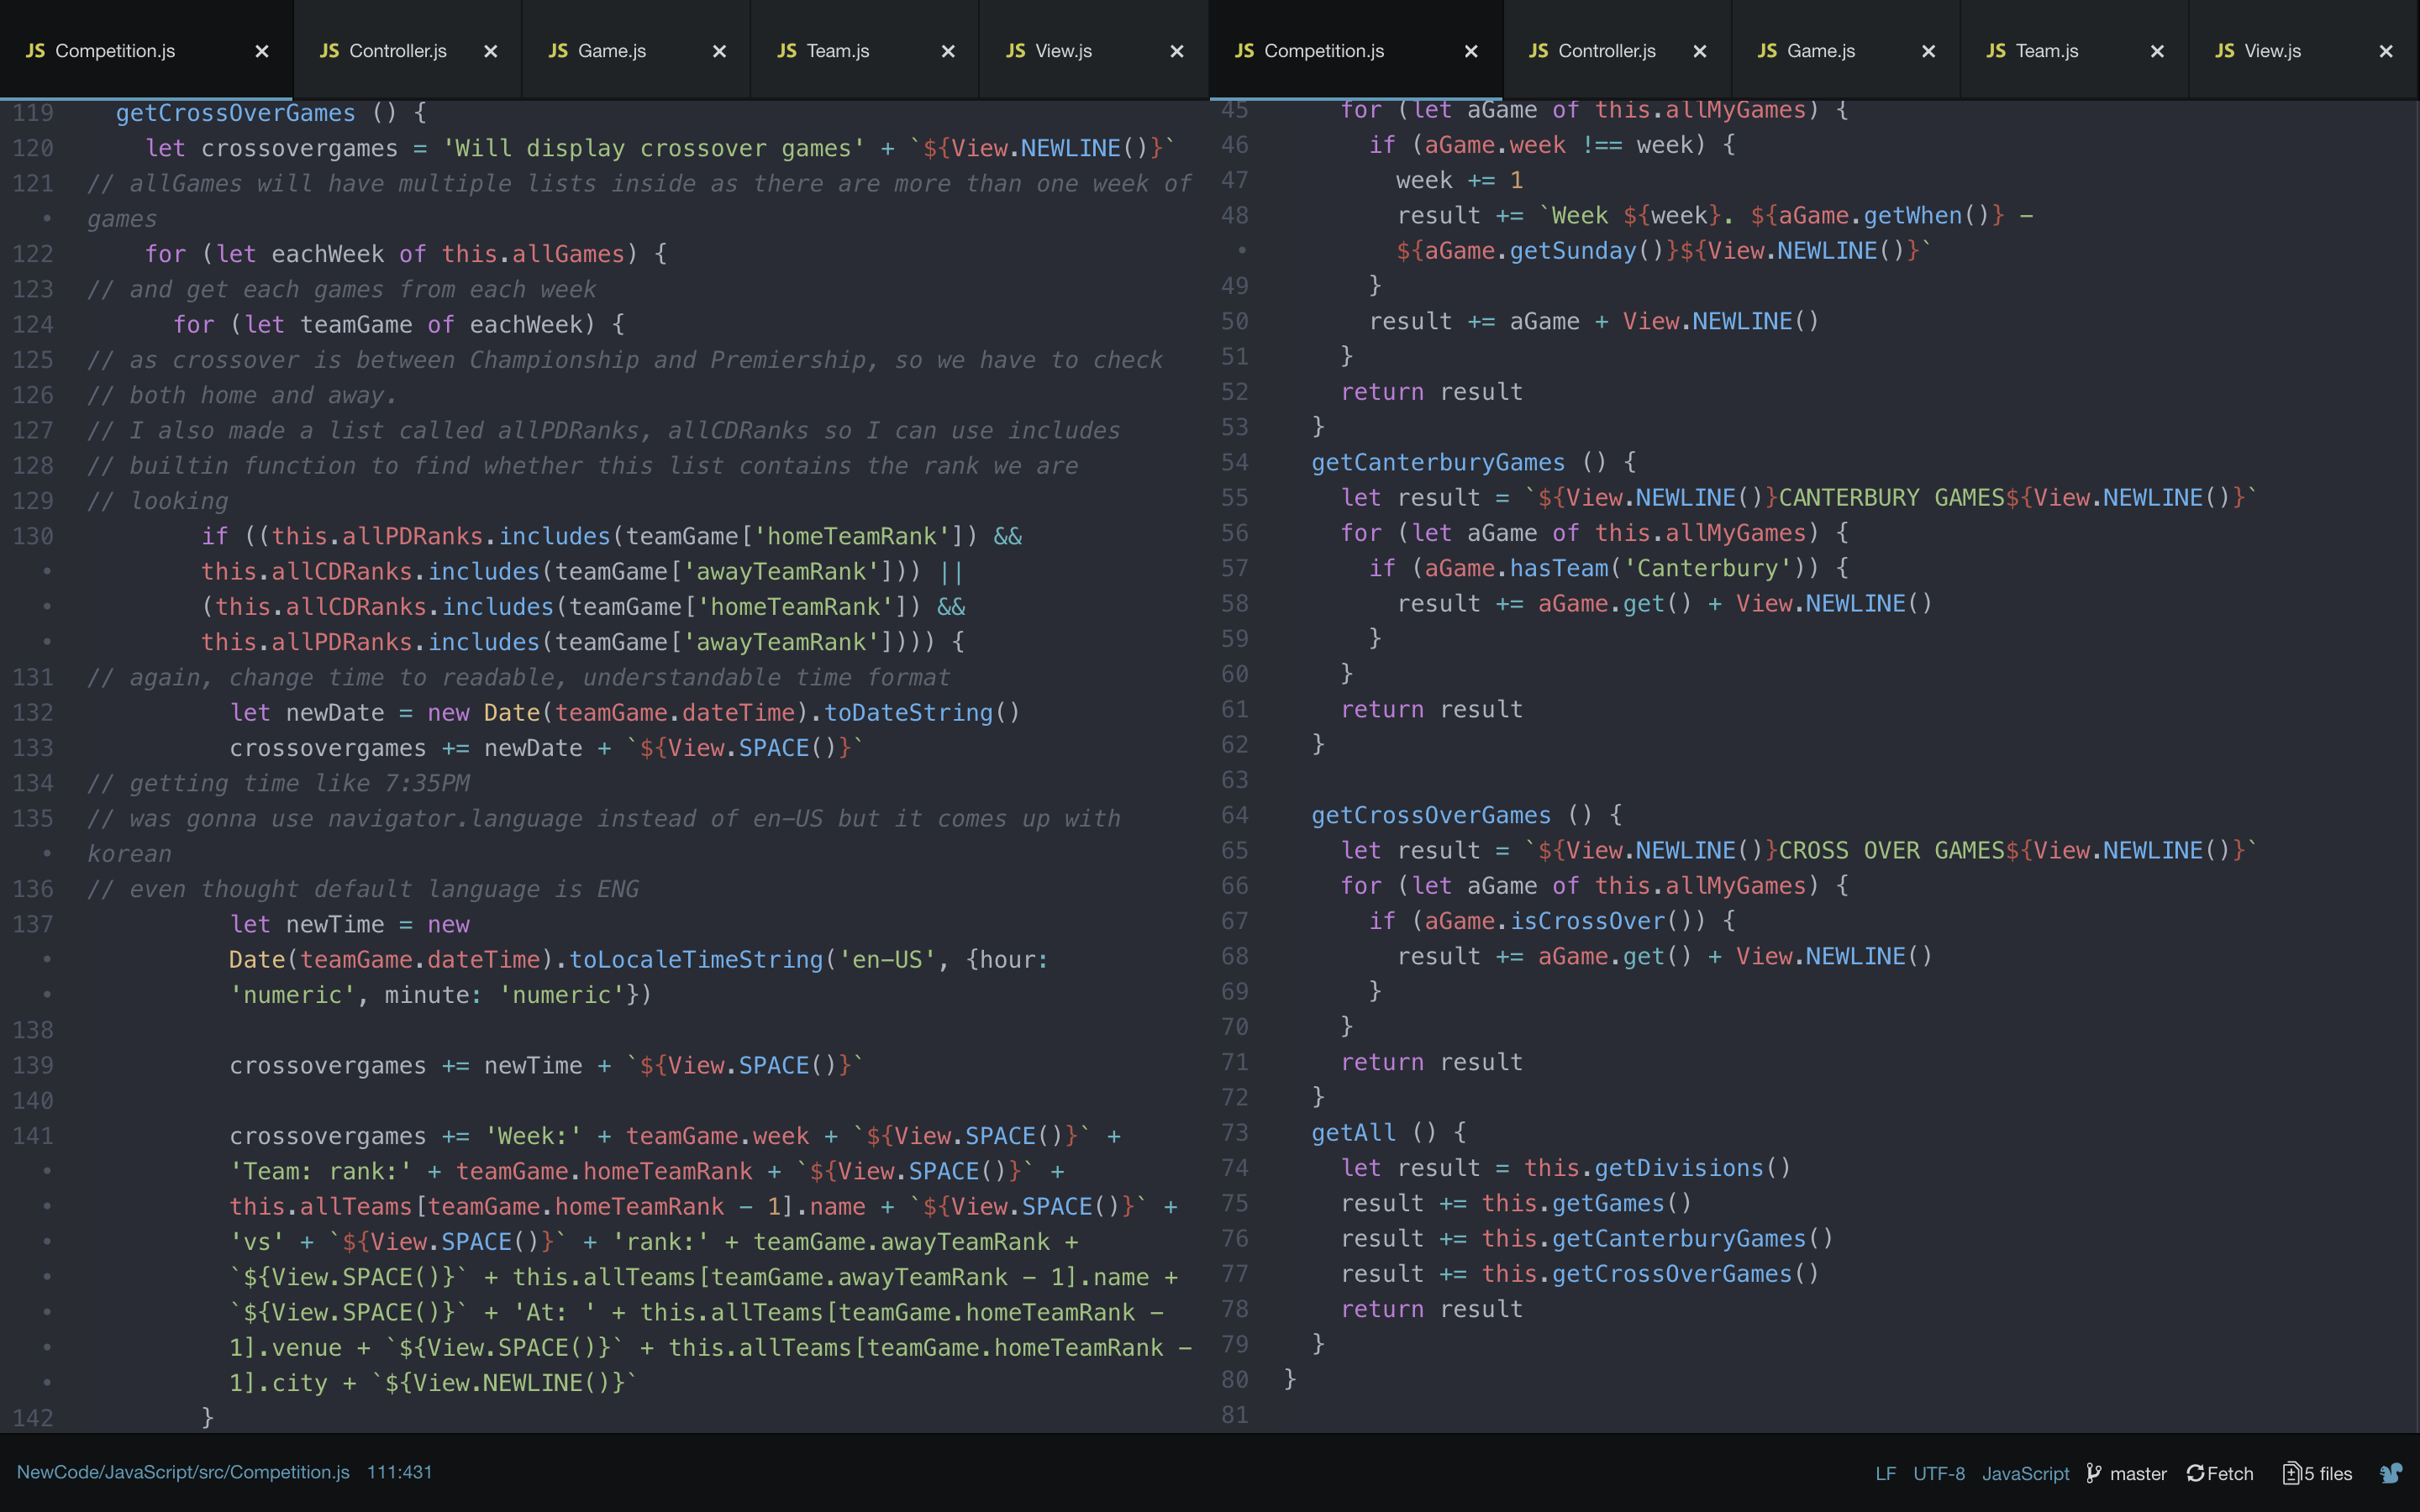 JS Competition.js × JS Controller.js × JS Game.js × JS Team.js × JS View.js ×
119 getCrossOverGames () {
120 let crossovergames = 'Will display crossover games' + `${View.NEWLINE()}`
121 // allGames will have multiple lists inside as there are more than one week of
• games
122 for (let eachWeek of this.allGames) {
123 // and get each games from each week
124 for (let teamGame of eachWeek) {
125 // as crossover is between Championship and Premiership, so we have to check
126 // both home and away.
127 // I also made a list called allPDRanks, allCDRanks so I can use includes
128 // builtin function to find whether this list contains the rank we are
129 // looking
130 if ((this.allPDRanks.includes(teamGame['homeTeamRank']) &&
• this.allCDRanks.includes(teamGame['awayTeamRank'])) ||
• (this.allCDRanks.includes(teamGame['homeTeamRank']) &&
• this.allPDRanks.includes(teamGame['awayTeamRank']))) {
131 // again, change time to readable, understandable time format
132 let newDate = new Date(teamGame.dateTime).toDateString()
133 crossovergames += newDate + `${View.SPACE()}`
134 // getting time like 7:35PM
135 // was gonna use navigator.language instead of en-US but it comes up with
• korean
136 // even thought default language is ENG
137 let newTime = new
• Date(teamGame.dateTime).toLocaleTimeString('en-US', {hour:
• 'numeric', minute: 'numeric'})
138
139 crossovergames += newTime + `${View.SPACE()}`
140
141 crossovergames += 'Week:' + teamGame.week + `${View.SPACE()}` +
• 'Team: rank:' + teamGame.homeTeamRank + `${View.SPACE()}` +
• this.allTeams[teamGame.homeTeamRank - 1].name + `${View.SPACE()}` +
• 'vs' + `${View.SPACE()}` + 'rank:' + teamGame.awayTeamRank +
• `${View.SPACE()}` + this.allTeams[teamGame.awayTeamRank - 1].name +
• `${View.SPACE()}` + 'At: ' + this.allTeams[teamGame.homeTeamRank -
• 1].venue + `${View.SPACE()}` + this.allTeams[teamGame.homeTeamRank -
• 1].city + `${View.NEWLINE()}`
142 }
JS Competition.js × JS Controller.js × JS Game.js × JS Team.js × JS View.js ×
45 for (let aGame of this.allMyGames) {
46 if (aGame.week !== week) {
47 week += 1
48 result += `Week ${week}. ${aGame.getWhen()} -
• ${aGame.getSunday()}${View.NEWLINE()}`
49 }
50 result += aGame + View.NEWLINE()
51 }
52 return result
53 }
54 getCanterburyGames () {
55 let result = `${View.NEWLINE()}CANTERBURY GAMES${View.NEWLINE()}`
56 for (let aGame of this.allMyGames) {
57 if (aGame.hasTeam('Canterbury')) {
58 result += aGame.get() + View.NEWLINE()
59 }
60 }
61 return result
62 }
63
64 getCrossOverGames () {
65 let result = `${View.NEWLINE()}CROSS OVER GAMES${View.NEWLINE()}`
66 for (let aGame of this.allMyGames) {
67 if (aGame.isCrossOver()) {
68 result += aGame.get() + View.NEWLINE()
69 }
70 }
71 return result
72 }
73 getAll () {
74 let result = this.getDivisions()
75 result += this.getGames()
76 result += this.getCanterburyGames()
77 result += this.getCrossOverGames()
78 return result
79 }
80 }
81
NewCode/JavaScript/src/Competition.js 111:431
LF UTF-8 JavaScript master Fetch 5 files